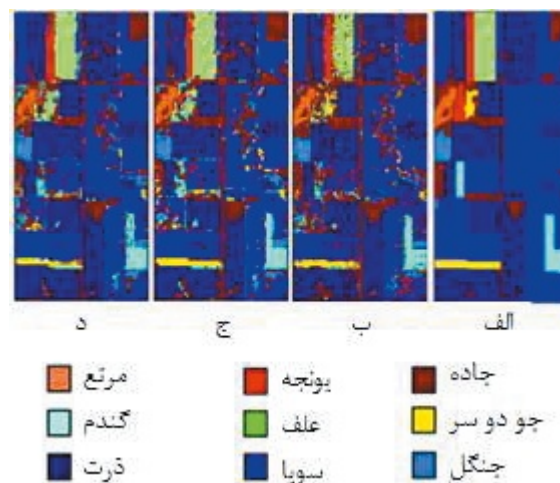 الف ب ج د
جاده یونجه مرتع
جو دو سر علف گندم
جنگل سویا ذرت